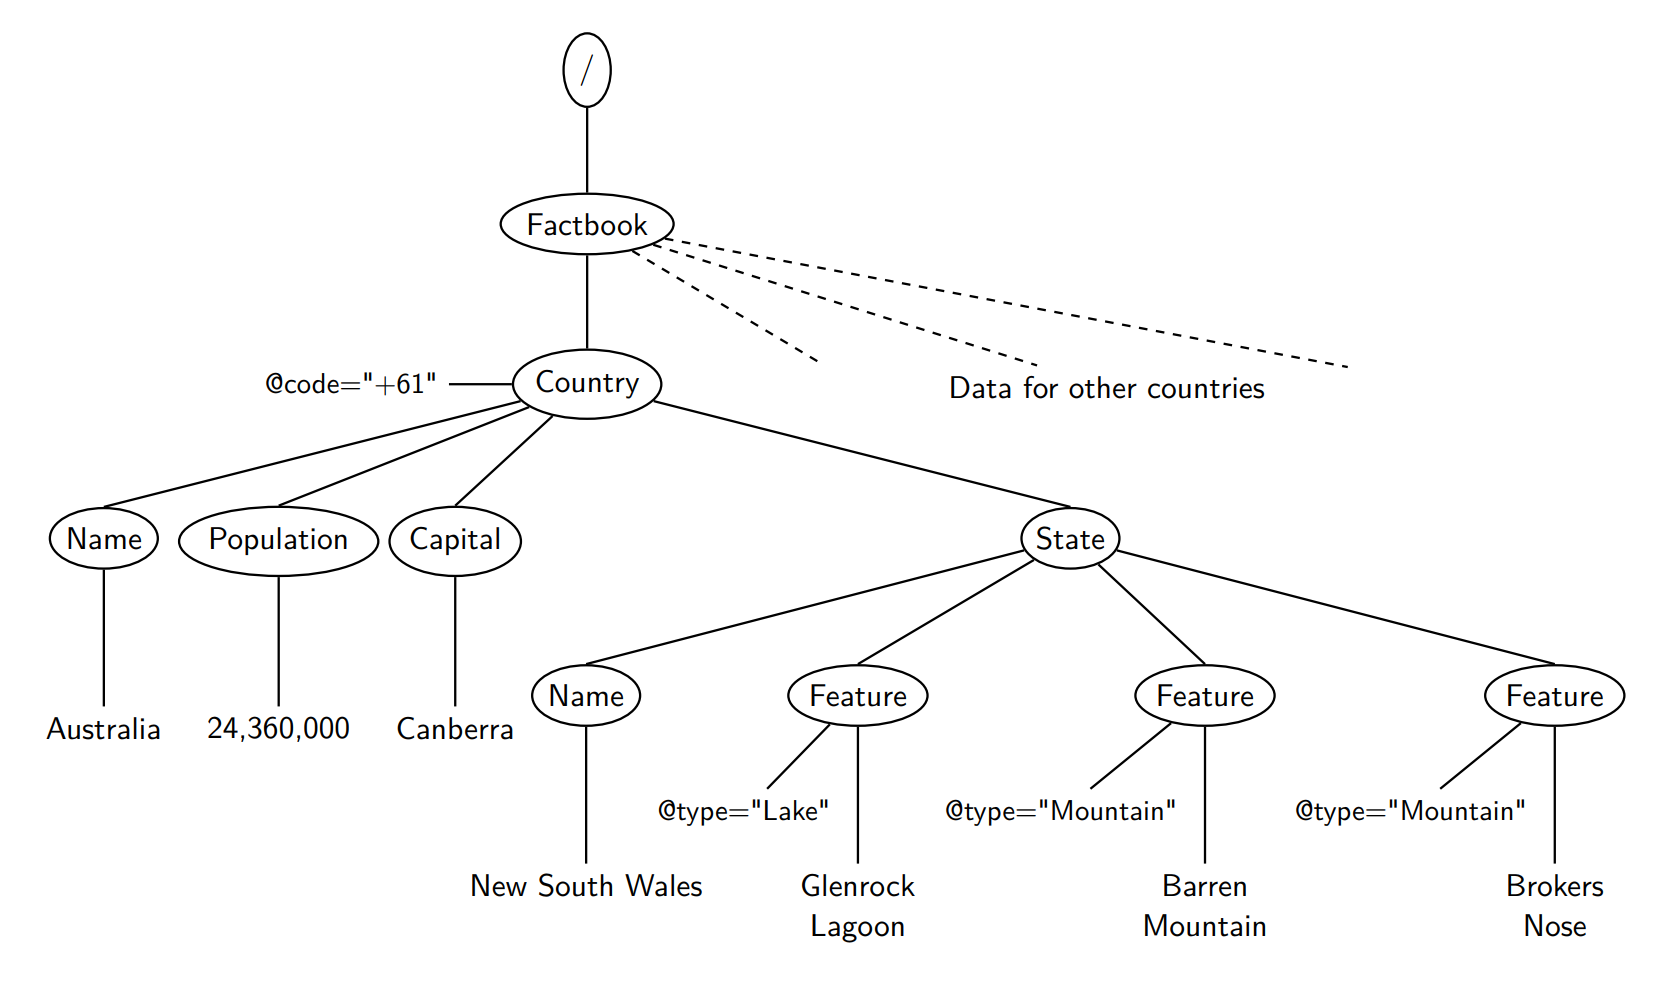 /
Factbook
@code="+61"
Country
Data for other countries
Name
Population
Capital
State
Australia
24,360,000
Canberra
Name
Feature
Feature
Feature
@type="Lake"
@type="Mountain"
@type="Mountain"
New South Wales
Glenrock
Lagoon
Barren
Mountain
Brokers
Nose